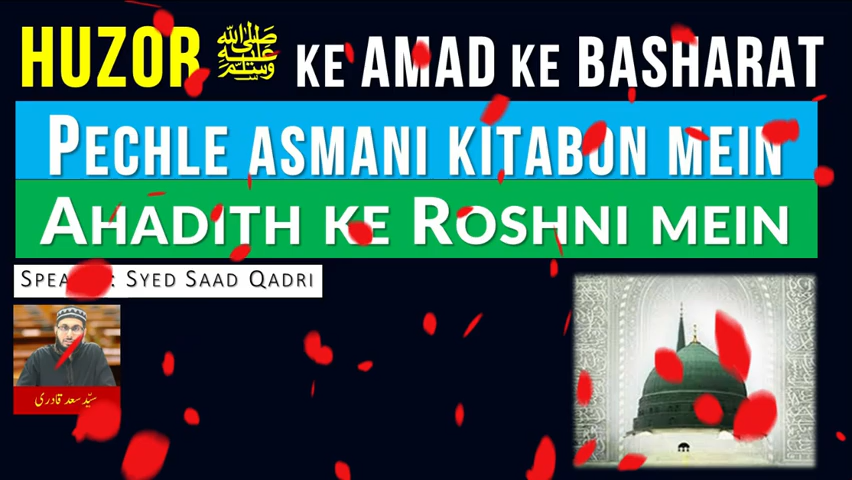 HUZOR ﷺ KE AMAD KE BASHARAT
PECHLE ASMANI KITABON MEIN
AHADITH KE ROSHNI MEIN
SYED SAAD QADRI
سیّد سعد قادری